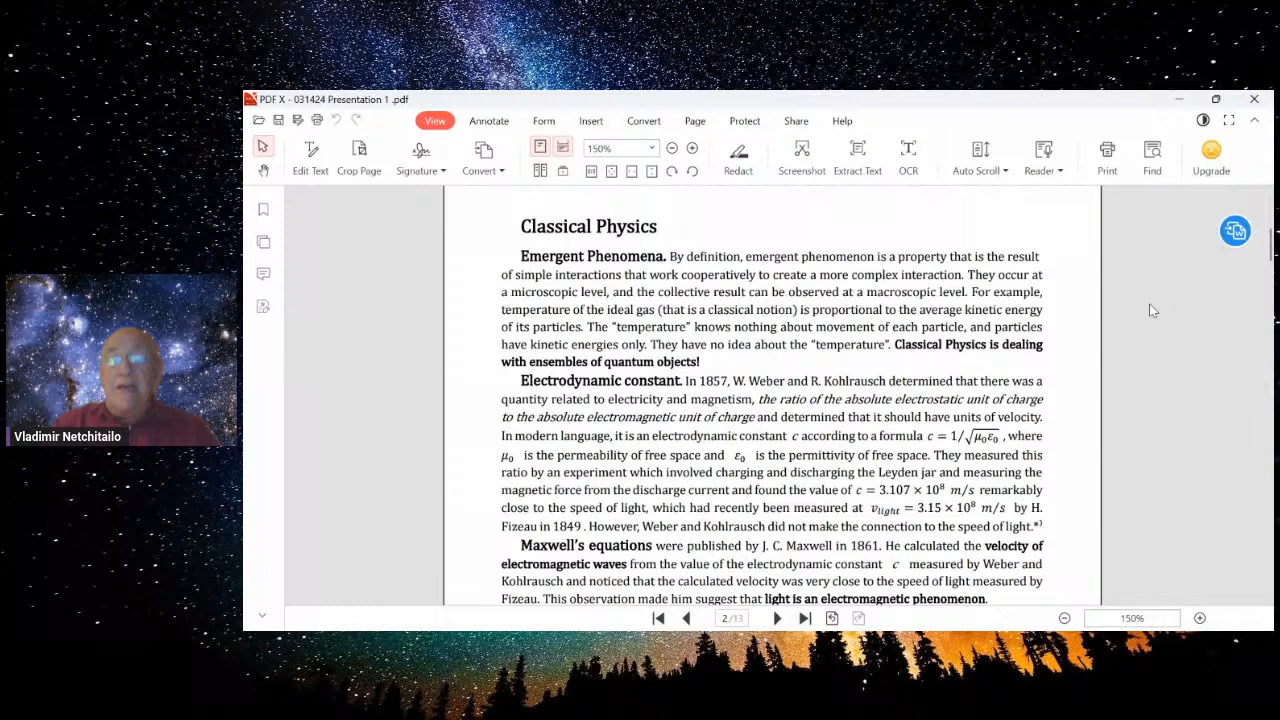 PDF X - 031424 Presentation 1 .pdf
View Annotate Form Insert Convert Page Protect Share Help
150%
Edit Text Crop Page Signature Convert Redact Screenshot Extract Text OCR Auto Scroll Reader Print Find Upgrade
Classical Physics
Emergent Phenomena. By definition, emergent phenomenon is a property that is the result
of simple interactions that work cooperatively to create a more complex interaction. They occur at
a microscopic level, and the collective result can be observed at a macroscopic level. For example,
temperature of the ideal gas (that is a classical notion) is proportional to the average kinetic energy
of its particles. The “temperature” knows nothing about movement of each particle, and particles
have kinetic energies only. They have no idea about the “temperature”. Classical Physics is dealing
with ensembles of quantum objects!
Electrodynamic constant. In 1857, W. Weber and R. Kohlrausch determined that there was a
quantity related to electricity and magnetism, the ratio of the absolute electrostatic unit of charge
to the absolute electromagnetic unit of charge and determined that it should have units of velocity.
In modern language, it is an electrodynamic constant c according to a formula c = 1/√μ₀ε₀ , where
μ₀ is the permeability of free space and ε₀ is the permittivity of free space. They measured this
ratio by an experiment which involved charging and discharging the Leyden jar and measuring the
magnetic force from the discharge current and found the value of c = 3.107 × 10⁸ m/s remarkably
close to the speed of light, which had recently been measured at v_light = 3.15 × 10⁸ m/s by H.
Fizeau in 1849 . However, Weber and Kohlrausch did not make the connection to the speed of light.*⁾
Maxwell’s equations were published by J. C. Maxwell in 1861. He calculated the velocity of
electromagnetic waves from the value of the electrodynamic constant c measured by Weber and
Kohlrausch and noticed that the calculated velocity was very close to the speed of light measured by
Fizeau. This observation made him suggest that light is an electromagnetic phenomenon.
Vladimir Netchitailo
2 /13
150%